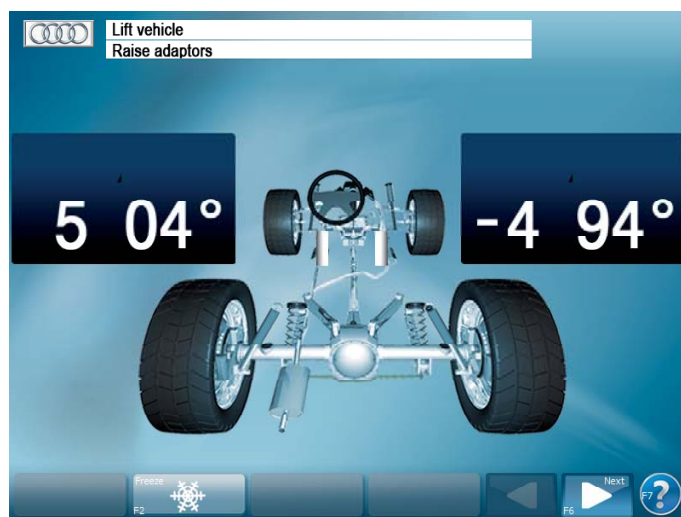 Lift vehicle
Raise adaptors
5 04°
-4 94°
Freeze
F2
Next
F6
F7 ?